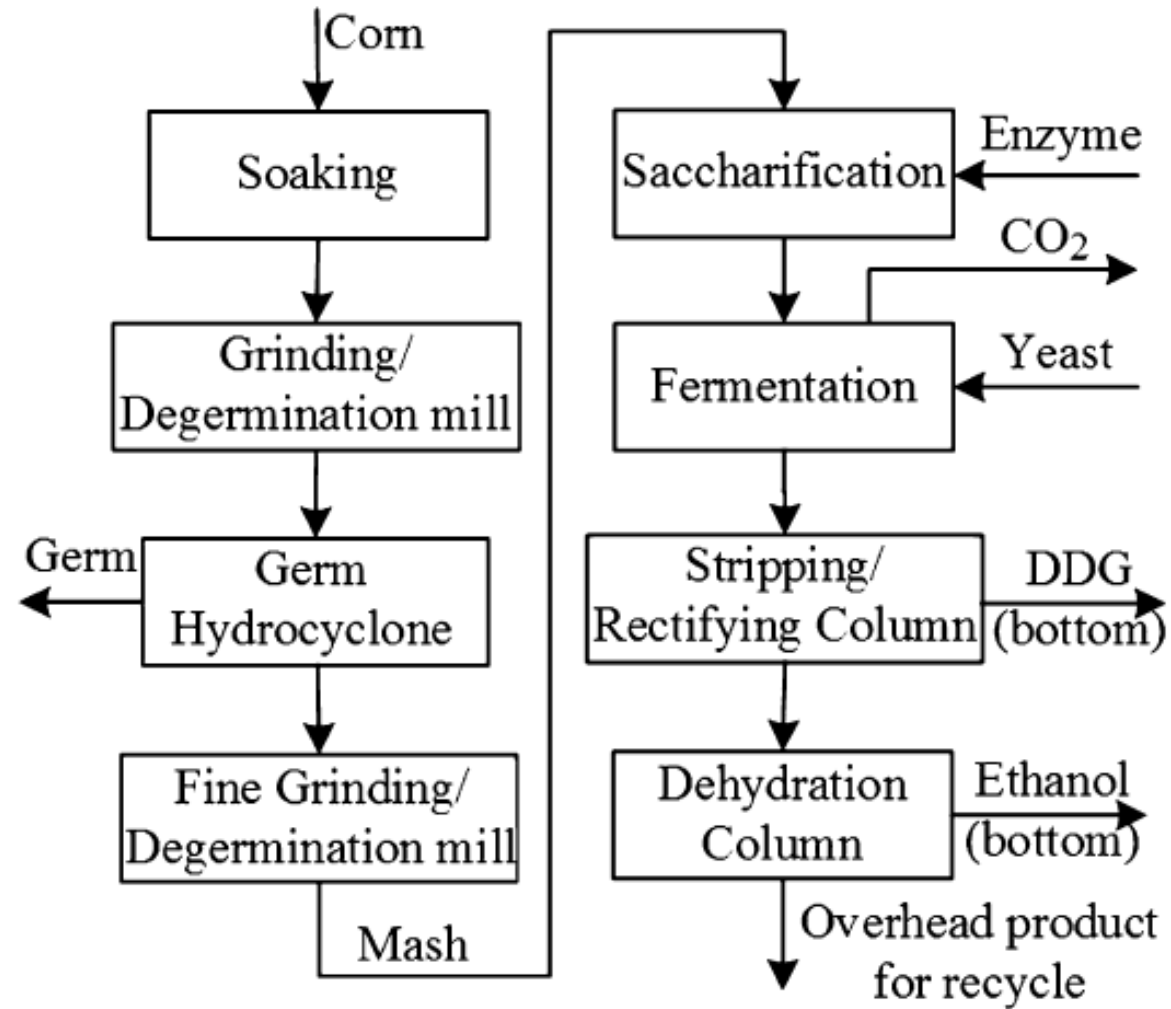 Corn
Soaking
Grinding/
Degermination mill
Germ
Germ
Hydrocyclone
Fine Grinding/
Degermination mill
Mash
Saccharification
Enzyme
CO₂
Fermentation
Yeast
Stripping/
Rectifying Column
DDG
(bottom)
Dehydration
Column
Ethanol
(bottom)
Overhead product
for recycle